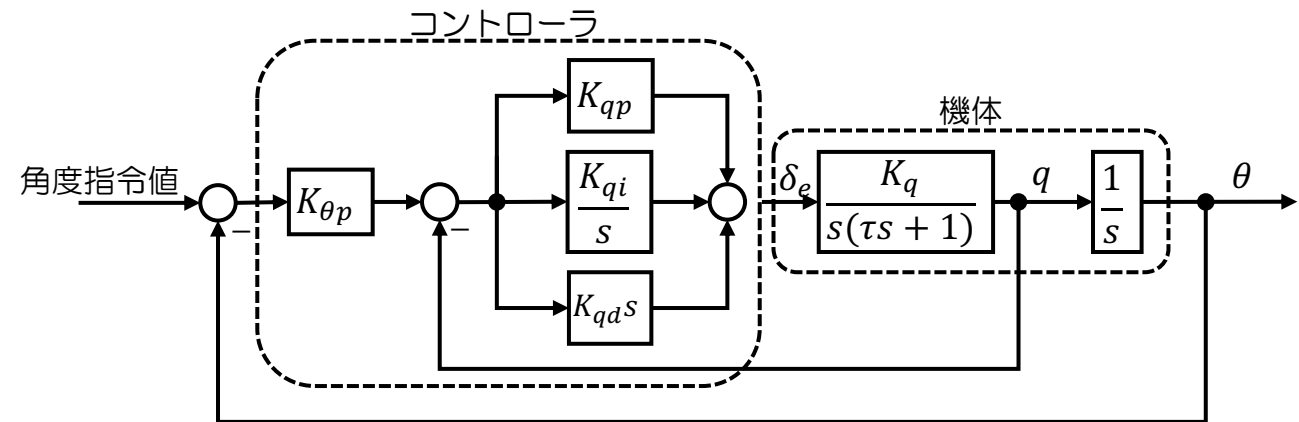 コントローラ
機体
角度指令値
−
K_{θp}
−
K_{qp}
K_{qi}
s
K_{qd}s
δ_e
K_q
s(τs + 1)
q
1
s
θ